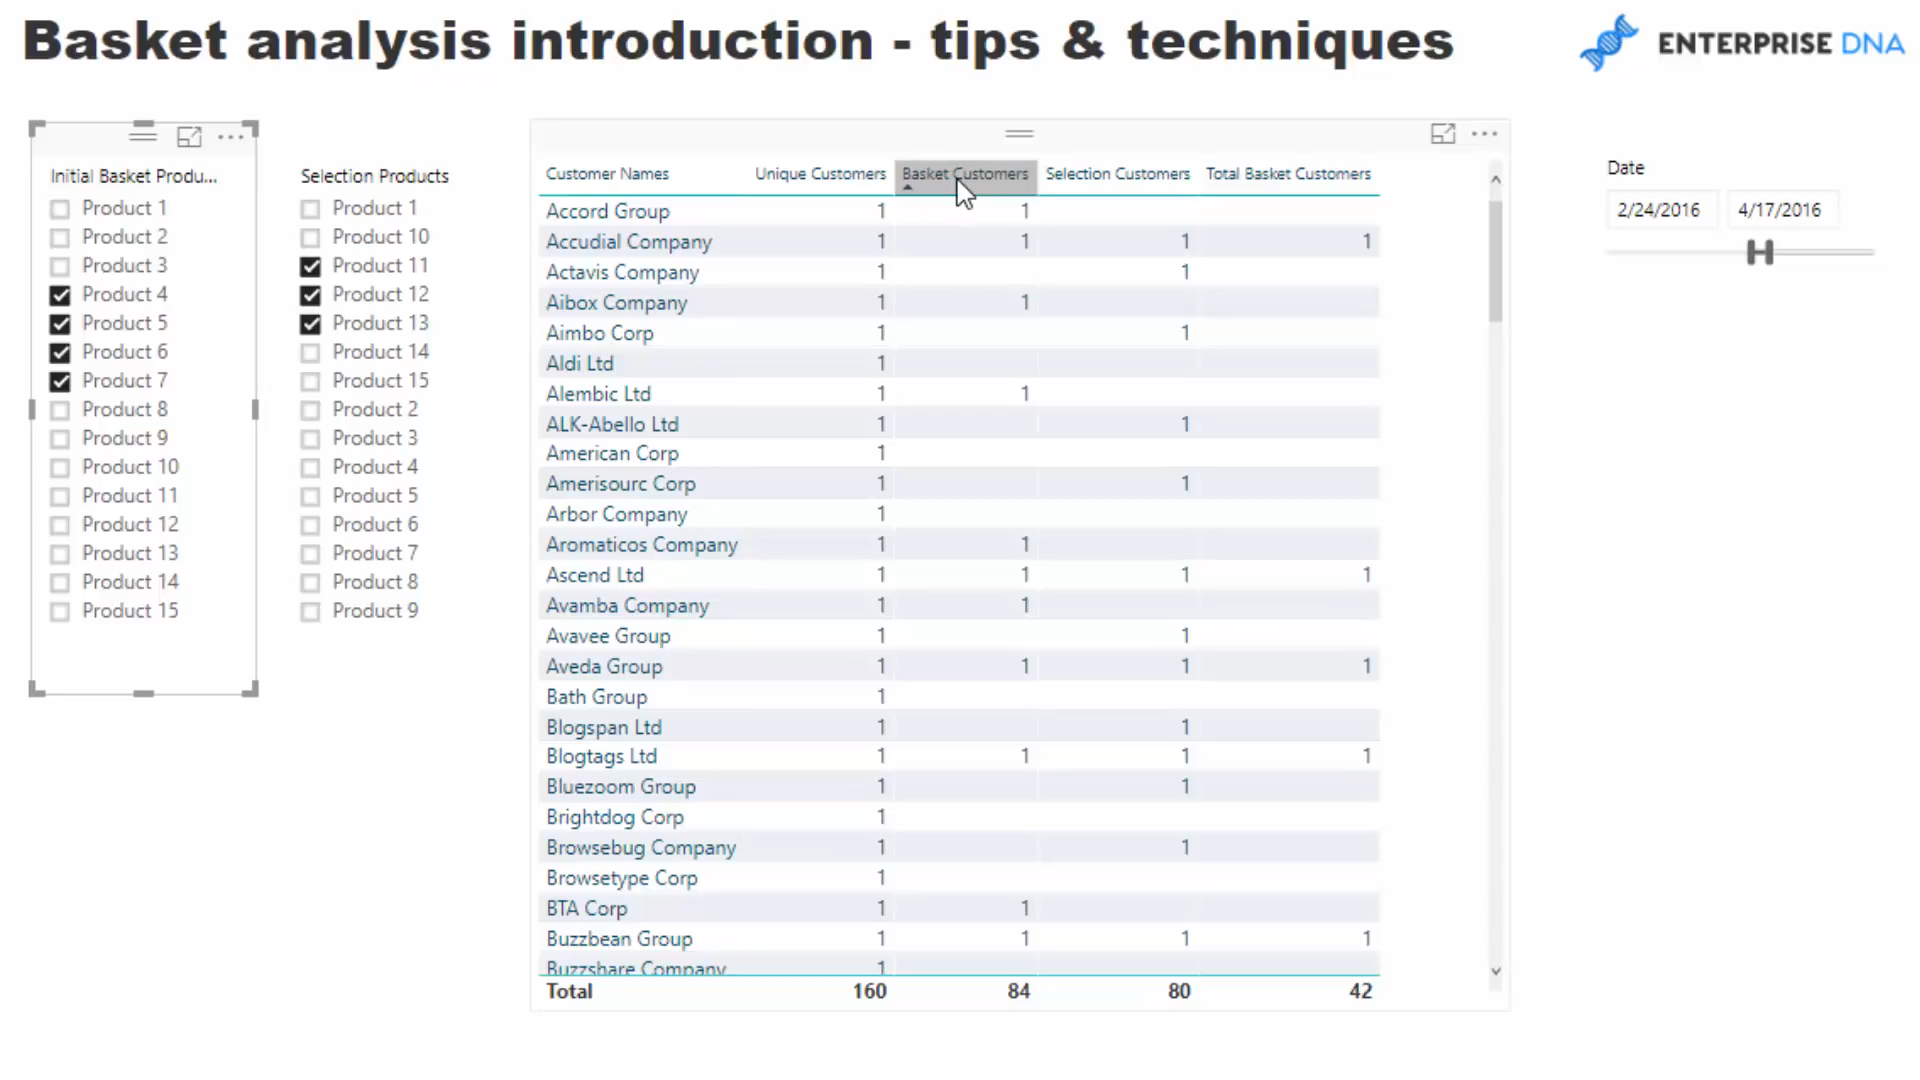 Basket analysis introduction - tips & techniques
ENTERPRISE DNA
Initial Basket Produ...
Product 1
Product 2
Product 3
Product 4
Product 5
Product 6
Product 7
Product 8
Product 9
Product 10
Product 11
Product 12
Product 13
Product 14
Product 15
Selection Products
Product 1
Product 10
Product 11
Product 12
Product 13
Product 14
Product 15
Product 2
Product 3
Product 4
Product 5
Product 6
Product 7
Product 8
Product 9
Customer Names Unique Customers Basket Customers Selection Customers Total Basket Customers
Accord Group 1 1
Accudial Company 1 1 1 1
Actavis Company 1 1
Aibox Company 1 1
Aimbo Corp 1 1
Aldi Ltd 1
Alembic Ltd 1 1
ALK-Abello Ltd 1 1
American Corp 1
Amerisourc Corp 1 1
Arbor Company 1
Aromaticos Company 1 1
Ascend Ltd 1 1 1 1
Avamba Company 1 1
Avavee Group 1 1
Aveda Group 1 1 1 1
Bath Group 1
Blogspan Ltd 1 1
Blogtags Ltd 1 1 1 1
Bluezoom Group 1 1
Brightdog Corp 1
Browsebug Company 1 1
Browsetype Corp 1
BTA Corp 1 1
Buzzbean Group 1 1 1 1
Buzzshare Company 1
Total 160 84 80 42
Date
2/24/2016 4/17/2016